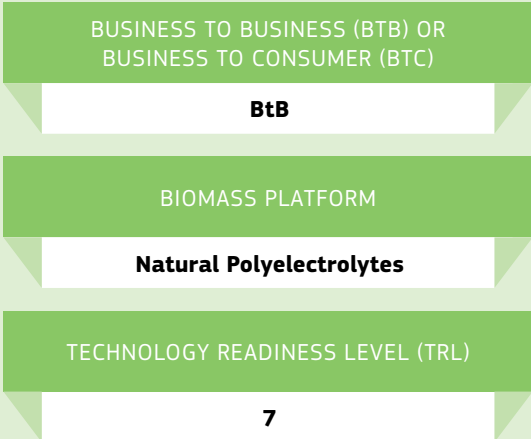 BUSINESS TO BUSINESS (BTB) OR
BUSINESS TO CONSUMER (BTC)
BtB
BIOMASS PLATFORM
Natural Polyelectrolytes
TECHNOLOGY READINESS LEVEL (TRL)
7